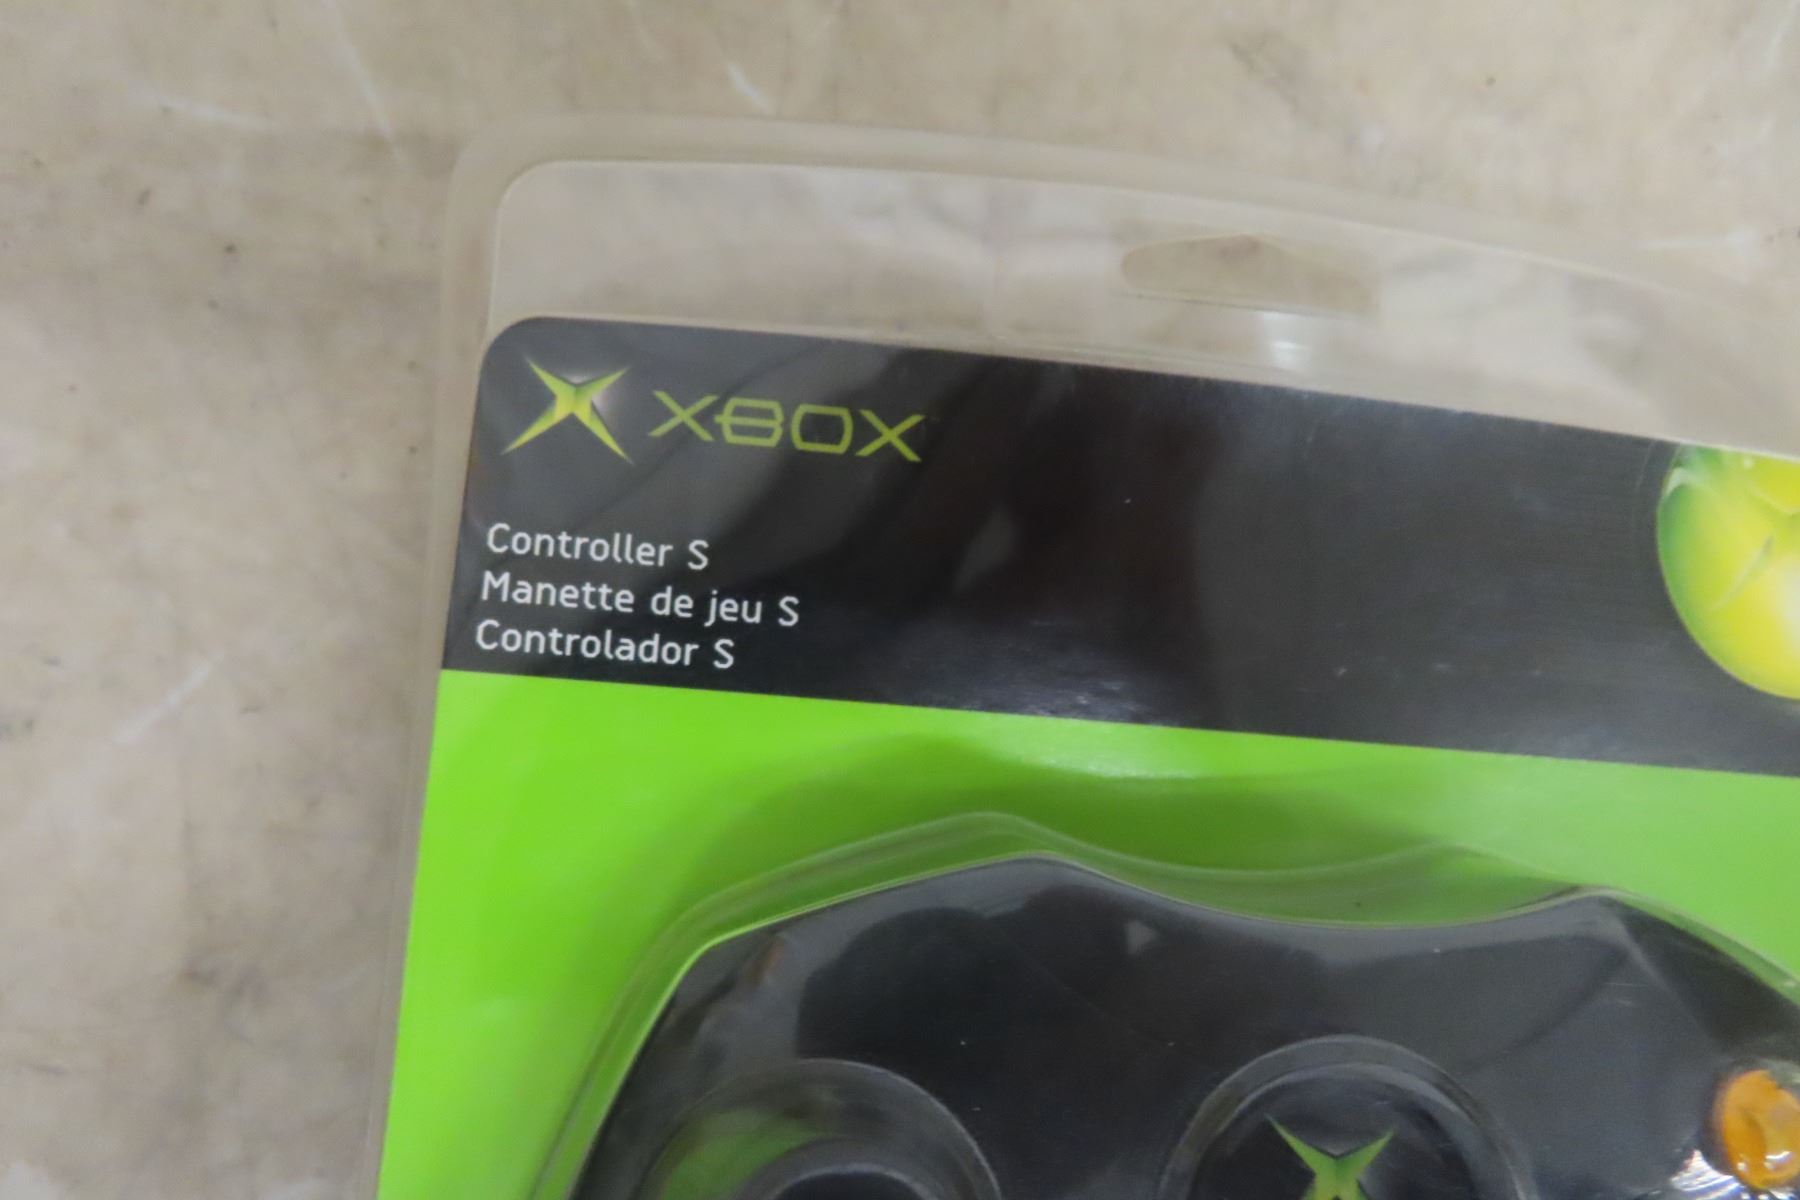 XBOX
Controller S
Manette de jeu S
Controlador S